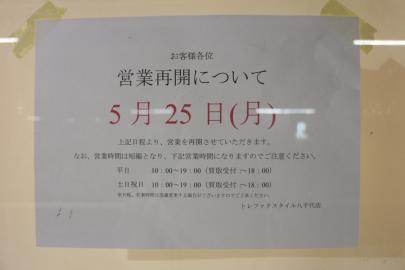 お客様各位
営業再開について
5月25日(月)
上記日程より、営業を再開させていただきます。
なお、営業時間は短縮となり、下記営業時間になりますのでご注意ください。
平日 10:00～19:00（買取受付:～18:00）
土日祝日 10:00～19:00（買取受付:～18:00）
トレファクスタイル八千代店